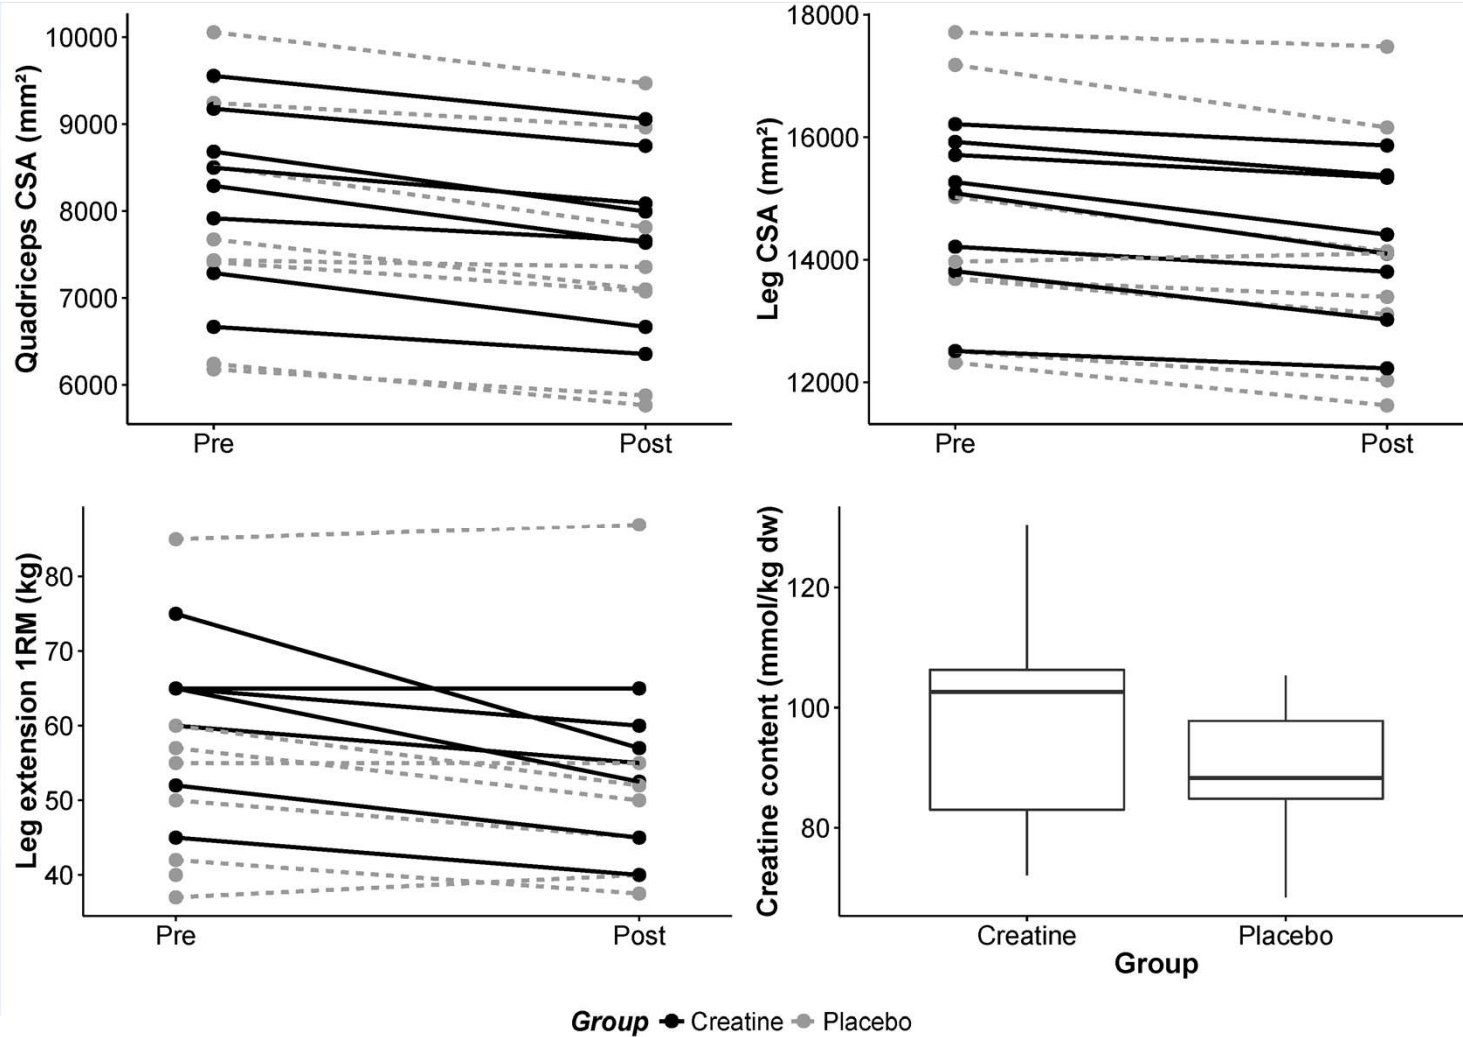 Quadriceps CSA (mm²)
10000
9000
8000
7000
6000
Pre Post
Leg CSA (mm²)
18000
16000
14000
12000
Pre Post
Leg extension 1RM (kg)
80
70
60
50
40
Pre Post
Creatine content (mmol/kg dw)
120
100
80
Creatine Placebo
Group
Group Creatine Placebo